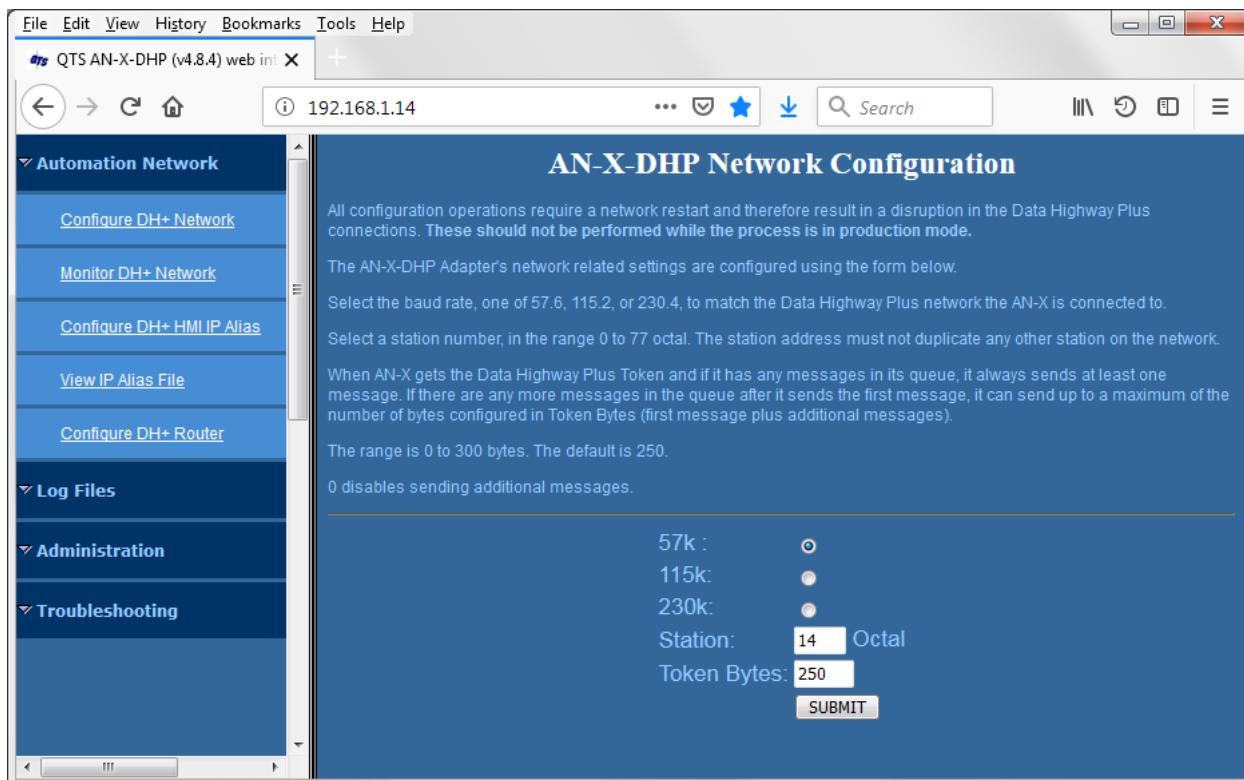 File Edit View History Bookmarks Tools Help
QTS AN-X-DHP (v4.8.4) web int
192.168.1.14
Search
Automation Network
Configure DH+ Network
Monitor DH+ Network
Configure DH+ HMI IP Alias
View IP Alias File
Configure DH+ Router
Log Files
Administration
Troubleshooting
AN-X-DHP Network Configuration
All configuration operations require a network restart and therefore result in a disruption in the Data Highway Plus
connections. These should not be performed while the process is in production mode.
The AN-X-DHP Adapter's network related settings are configured using the form below.
Select the baud rate, one of 57.6, 115.2, or 230.4, to match the Data Highway Plus network the AN-X is connected to.
Select a station number, in the range 0 to 77 octal. The station address must not duplicate any other station on the network.
When AN-X gets the Data Highway Plus Token and if it has any messages in its queue, it always sends at least one
message. If there are any more messages in the queue after it sends the first message, it can send up to a maximum of the
number of bytes configured in Token Bytes (first message plus additional messages).
The range is 0 to 300 bytes. The default is 250.
0 disables sending additional messages.
57k :
115k:
230k:
Station: 14 Octal
Token Bytes: 250
SUBMIT